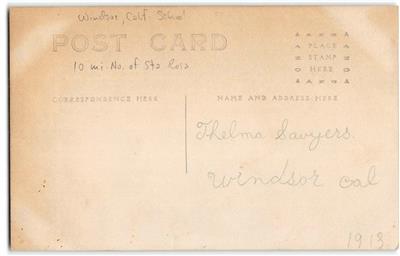 Windsor, Calif. School
POST CARD
10 mi. No. of Sta Rosa
AZO
PLACE
STAMP
HERE
CORRESPONDENCE HERE
NAME AND ADDRESS HERE
Thelma Sawyers.
Windsor Cal
1913